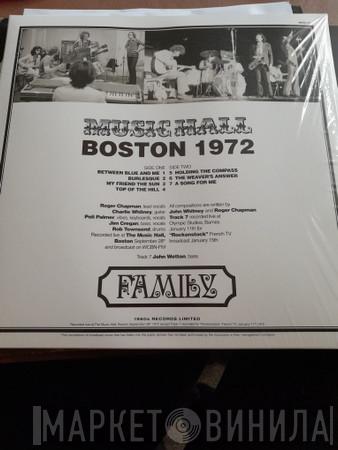 MUSIC HALL
BOSTON 1972
SIDE ONE
BETWEEN BLUE AND ME 1
BURLESQUE 2
MY FRIEND THE SUN 3
TOP OF THE HILL 4
SIDE TWO
5 HOLDING THE COMPASS
6 THE WEAVER'S ANSWER
7 A SONG FOR ME
Roger Chapman, lead vocals
Charlie Whitney, guitar
Poli Palmer, vibes, keyboards, vocals
Jim Cregan, bass, vocals
Rob Townsend, drums
Recorded live at The Music Hall,
Boston September 28th
and broadcast on WCBN-FM
All compositions are written by
John Whitney and Roger Chapman
Track 7 recorded live at
Olympic Studios, Barnes
January 11th for
"Rockenstock" French TV
broadcast January 15th
Track 7 John Wetton, bass
FAMILY
1960s RECORDS LIMITED
МАРКЕТ ВИНИЛА